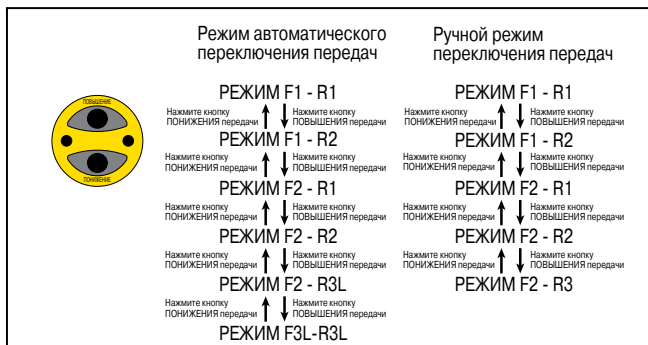 Режим автоматического
переключения передач
Ручной режим
переключения передач
ПОВЫШЕНИЕ
ПОНИЖЕНИЕ
РЕЖИМ F1 - R1
Нажмите кнопку
ПОНИЖЕНИЯ передачи
Нажмите кнопку
ПОВЫШЕНИЯ передачи
РЕЖИМ F1 - R2
Нажмите кнопку
ПОНИЖЕНИЯ передачи
Нажмите кнопку
ПОВЫШЕНИЯ передачи
РЕЖИМ F2 - R1
Нажмите кнопку
ПОНИЖЕНИЯ передачи
Нажмите кнопку
ПОВЫШЕНИЯ передачи
РЕЖИМ F2 - R2
Нажмите кнопку
ПОНИЖЕНИЯ передачи
Нажмите кнопку
ПОВЫШЕНИЯ передачи
РЕЖИМ F2 - R3L
Нажмите кнопку
ПОНИЖЕНИЯ передачи
Нажмите кнопку
ПОВЫШЕНИЯ передачи
РЕЖИМ F3L-R3L
РЕЖИМ F1 - R1
Нажмите кнопку
ПОНИЖЕНИЯ передачи
Нажмите кнопку
ПОВЫШЕНИЯ передачи
РЕЖИМ F1 - R2
Нажмите кнопку
ПОНИЖЕНИЯ передачи
Нажмите кнопку
ПОВЫШЕНИЯ передачи
РЕЖИМ F2 - R1
Нажмите кнопку
ПОНИЖЕНИЯ передачи
Нажмите кнопку
ПОВЫШЕНИЯ передачи
РЕЖИМ F2 - R2
Нажмите кнопку
ПОНИЖЕНИЯ передачи
Нажмите кнопку
ПОВЫШЕНИЯ передачи
РЕЖИМ F2 - R3